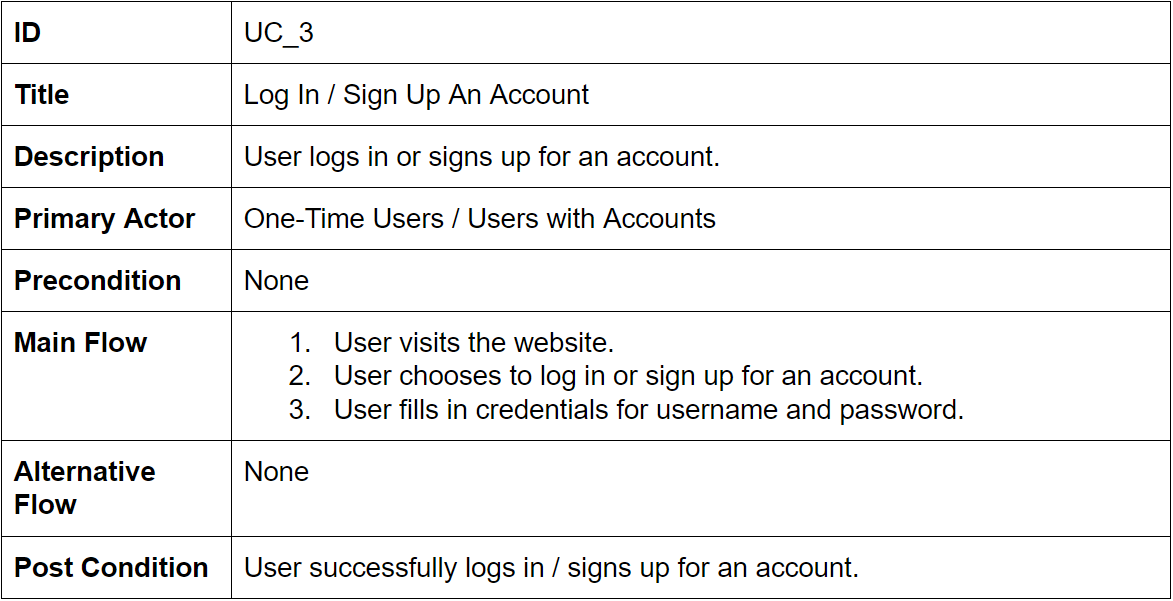 ID UC_3
Title Log In / Sign Up An Account
Description User logs in or signs up for an account.
Primary Actor One-Time Users / Users with Accounts
Precondition None
Main Flow 1. User visits the website.
2. User chooses to log in or sign up for an account.
3. User fills in credentials for username and password.
Alternative None
Flow
Post Condition User successfully logs in / signs up for an account.